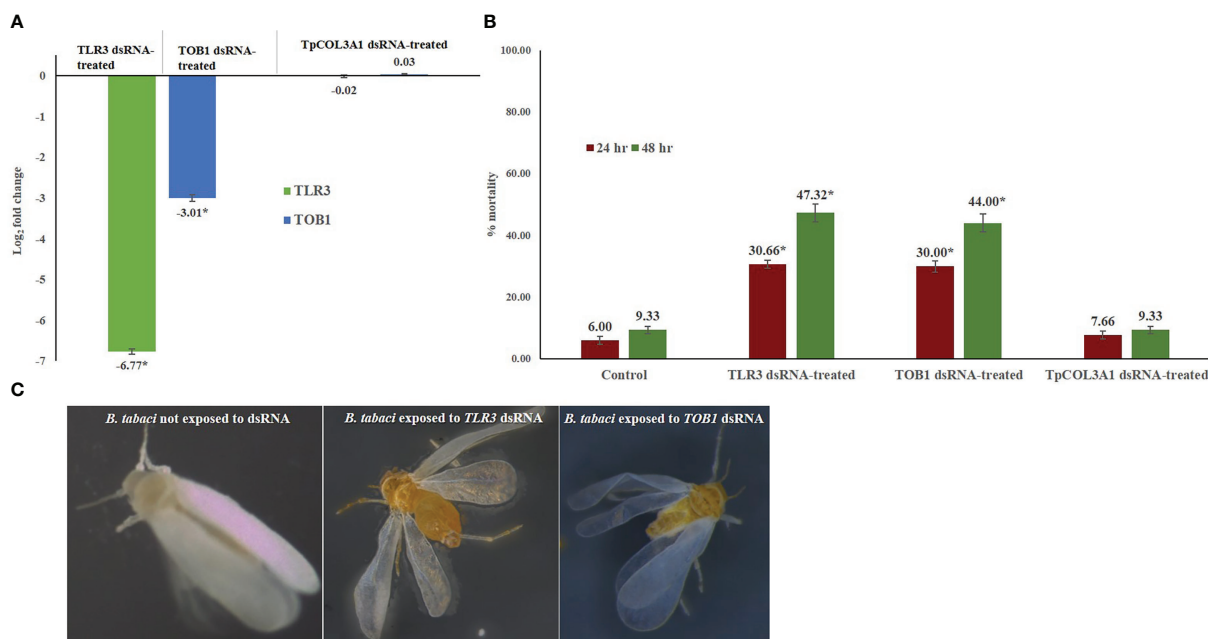 A
TLR3 dsRNA-
treated
TOB1 dsRNA-
treated
TpCOL3A1 dsRNA-treated
0.03
-0.02
0
-1
-2
-3
-4
-5
-6
-7
Log2 fold change
-3.01*
-6.77*
TLR3
TOB1
B
100.00
80.00
60.00
40.00
20.00
0.00
% mortality
24 hr
48 hr
6.00
9.33
30.66*
47.32*
30.00*
44.00*
7.66
9.33
Control
TLR3 dsRNA-treated
TOB1 dsRNA-treated
TpCOL3A1 dsRNA-treated
C
B. tabaci not exposed to dsRNA
B. tabaci exposed to TLR3 dsRNA
B. tabaci exposed to TOB1 dsRNA